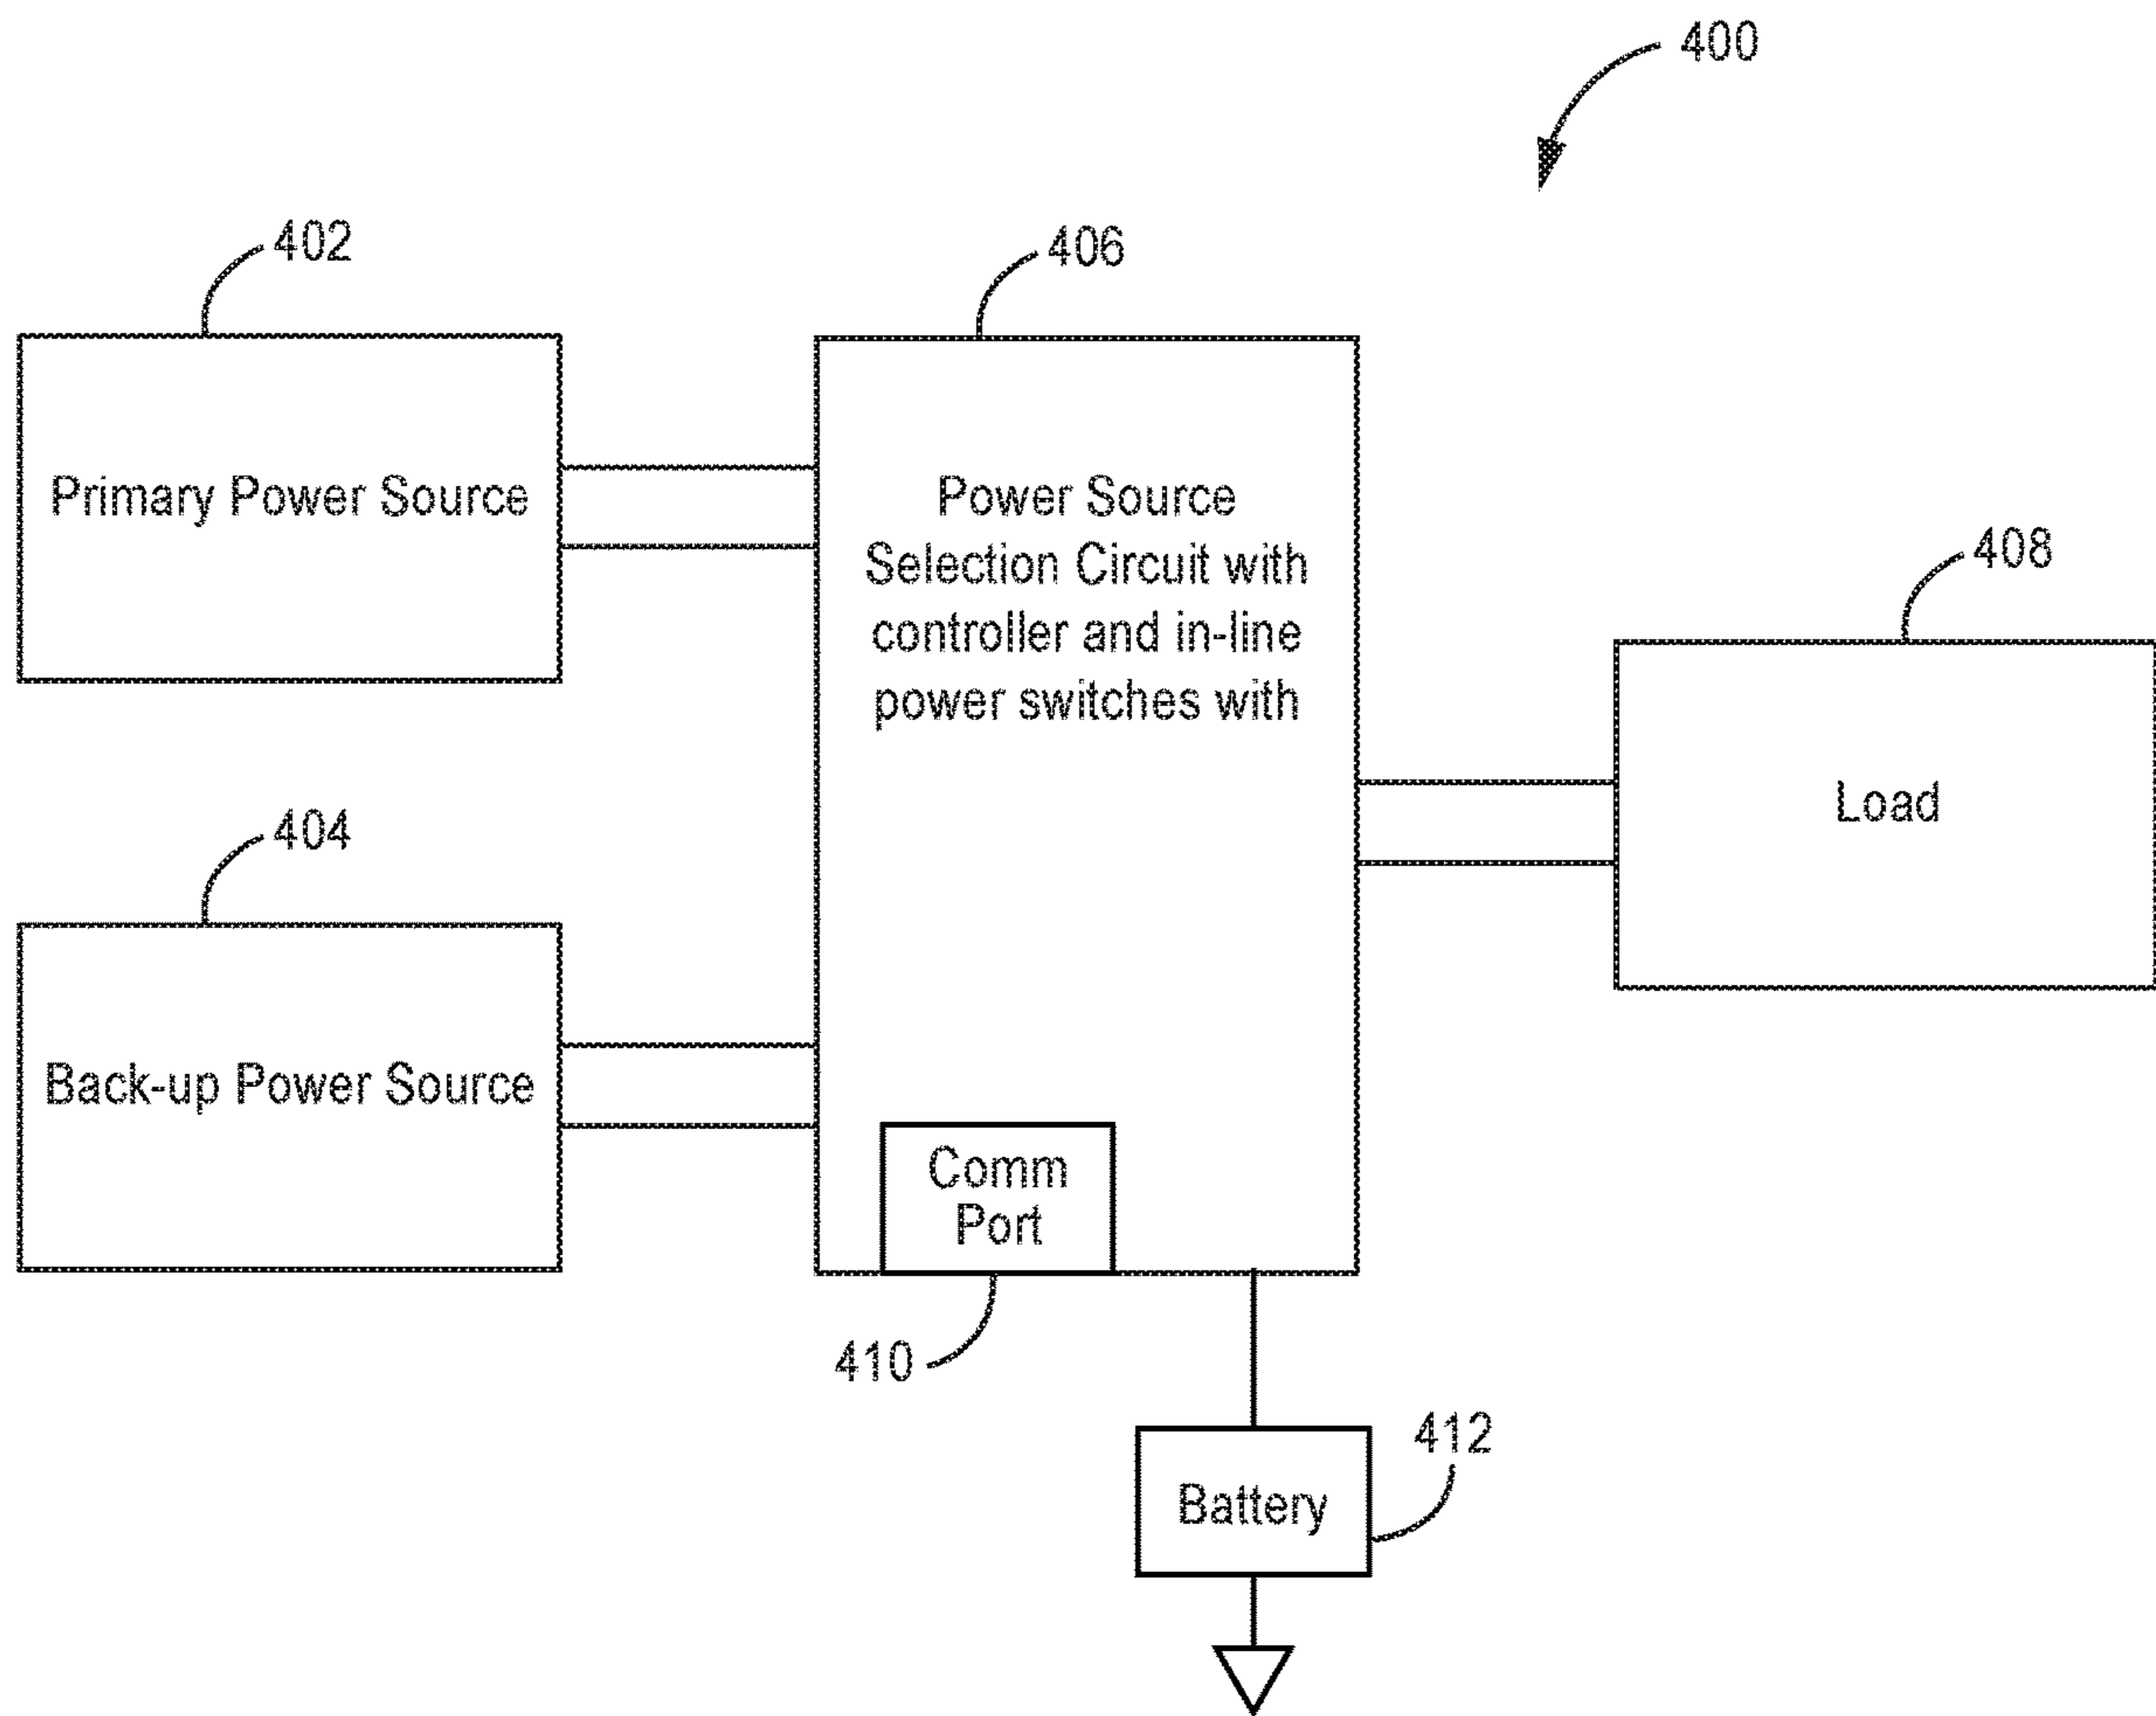 400
402
406
Primary Power Source
Power Source
Selection Circuit with
controller and in-line
power switches with
408
Load
404
Back-up Power Source
Comm
Port
410
412
Battery